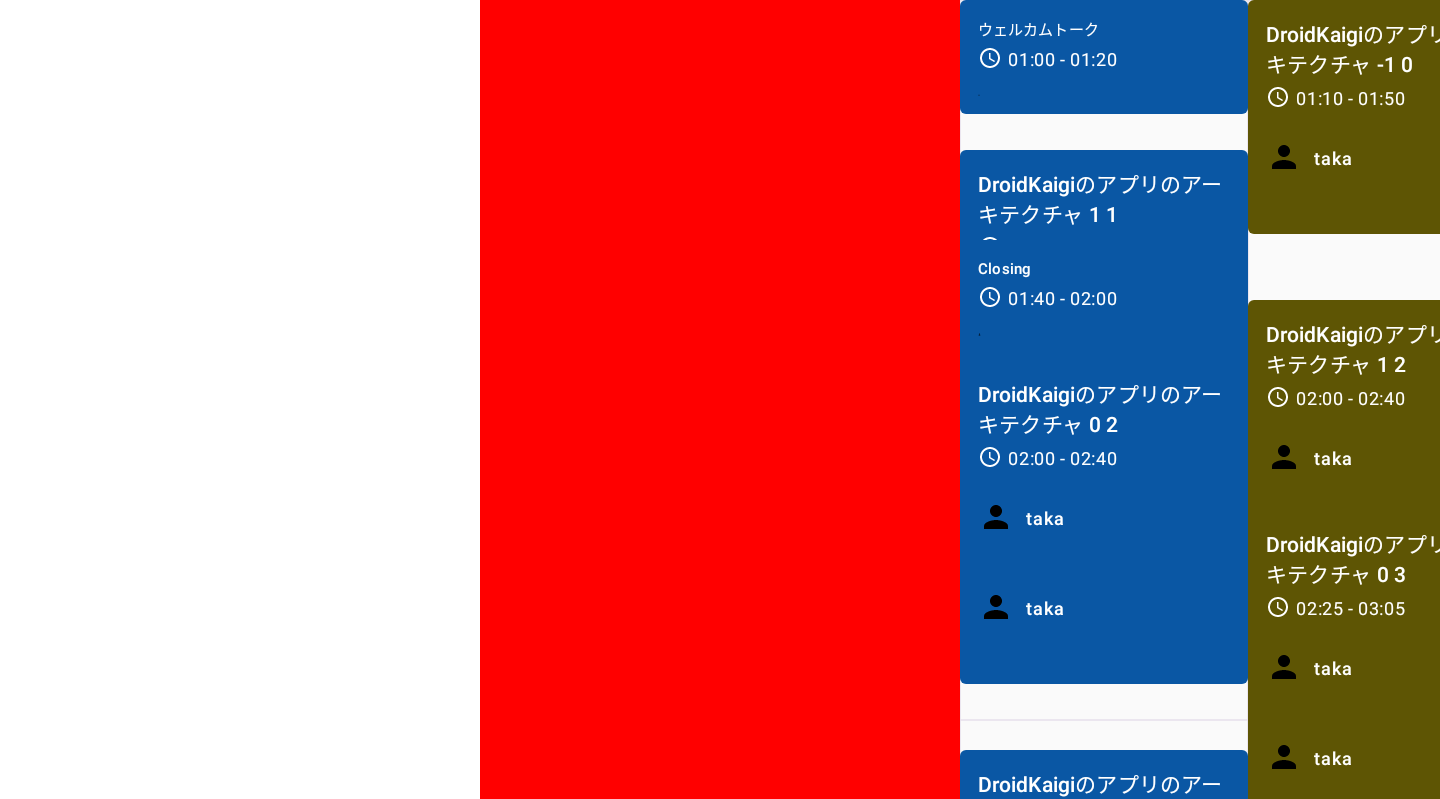 ウェルカムトーク
01:00 - 01:20
DroidKaigiのアプリのアー
キテクチャ 1 1
Closing
01:40 - 02:00
DroidKaigiのアプリのアー
キテクチャ 0 2
02:00 - 02:40
taka
taka
DroidKaigiのアプリのアー
DroidKaigiのアプリ
キテクチャ -1 0
01:10 - 01:50
taka
DroidKaigiのアプリ
キテクチャ 1 2
02:00 - 02:40
taka
DroidKaigiのアプリ
キテクチャ 0 3
02:25 - 03:05
taka
taka